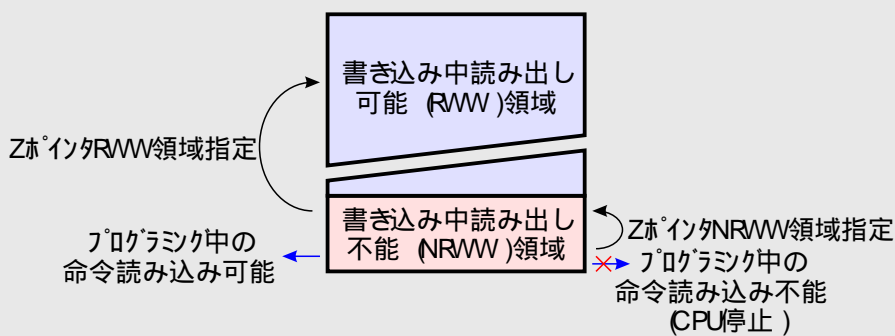 書き込み中読み出し
可能 (RWW)領域
ZﾎﾟインタRWW領域指定
書き込み中読み出し
不能 (NRWW)領域
ZﾎﾟインタNRWW領域指定
ﾌﾟﾛｸﾞﾗﾐﾝｸﾞ中の
命令読み込み可能
ﾌﾟﾛｸﾞﾗﾐﾝｸﾞ中の
命令読み込み不能
(CPU停止)